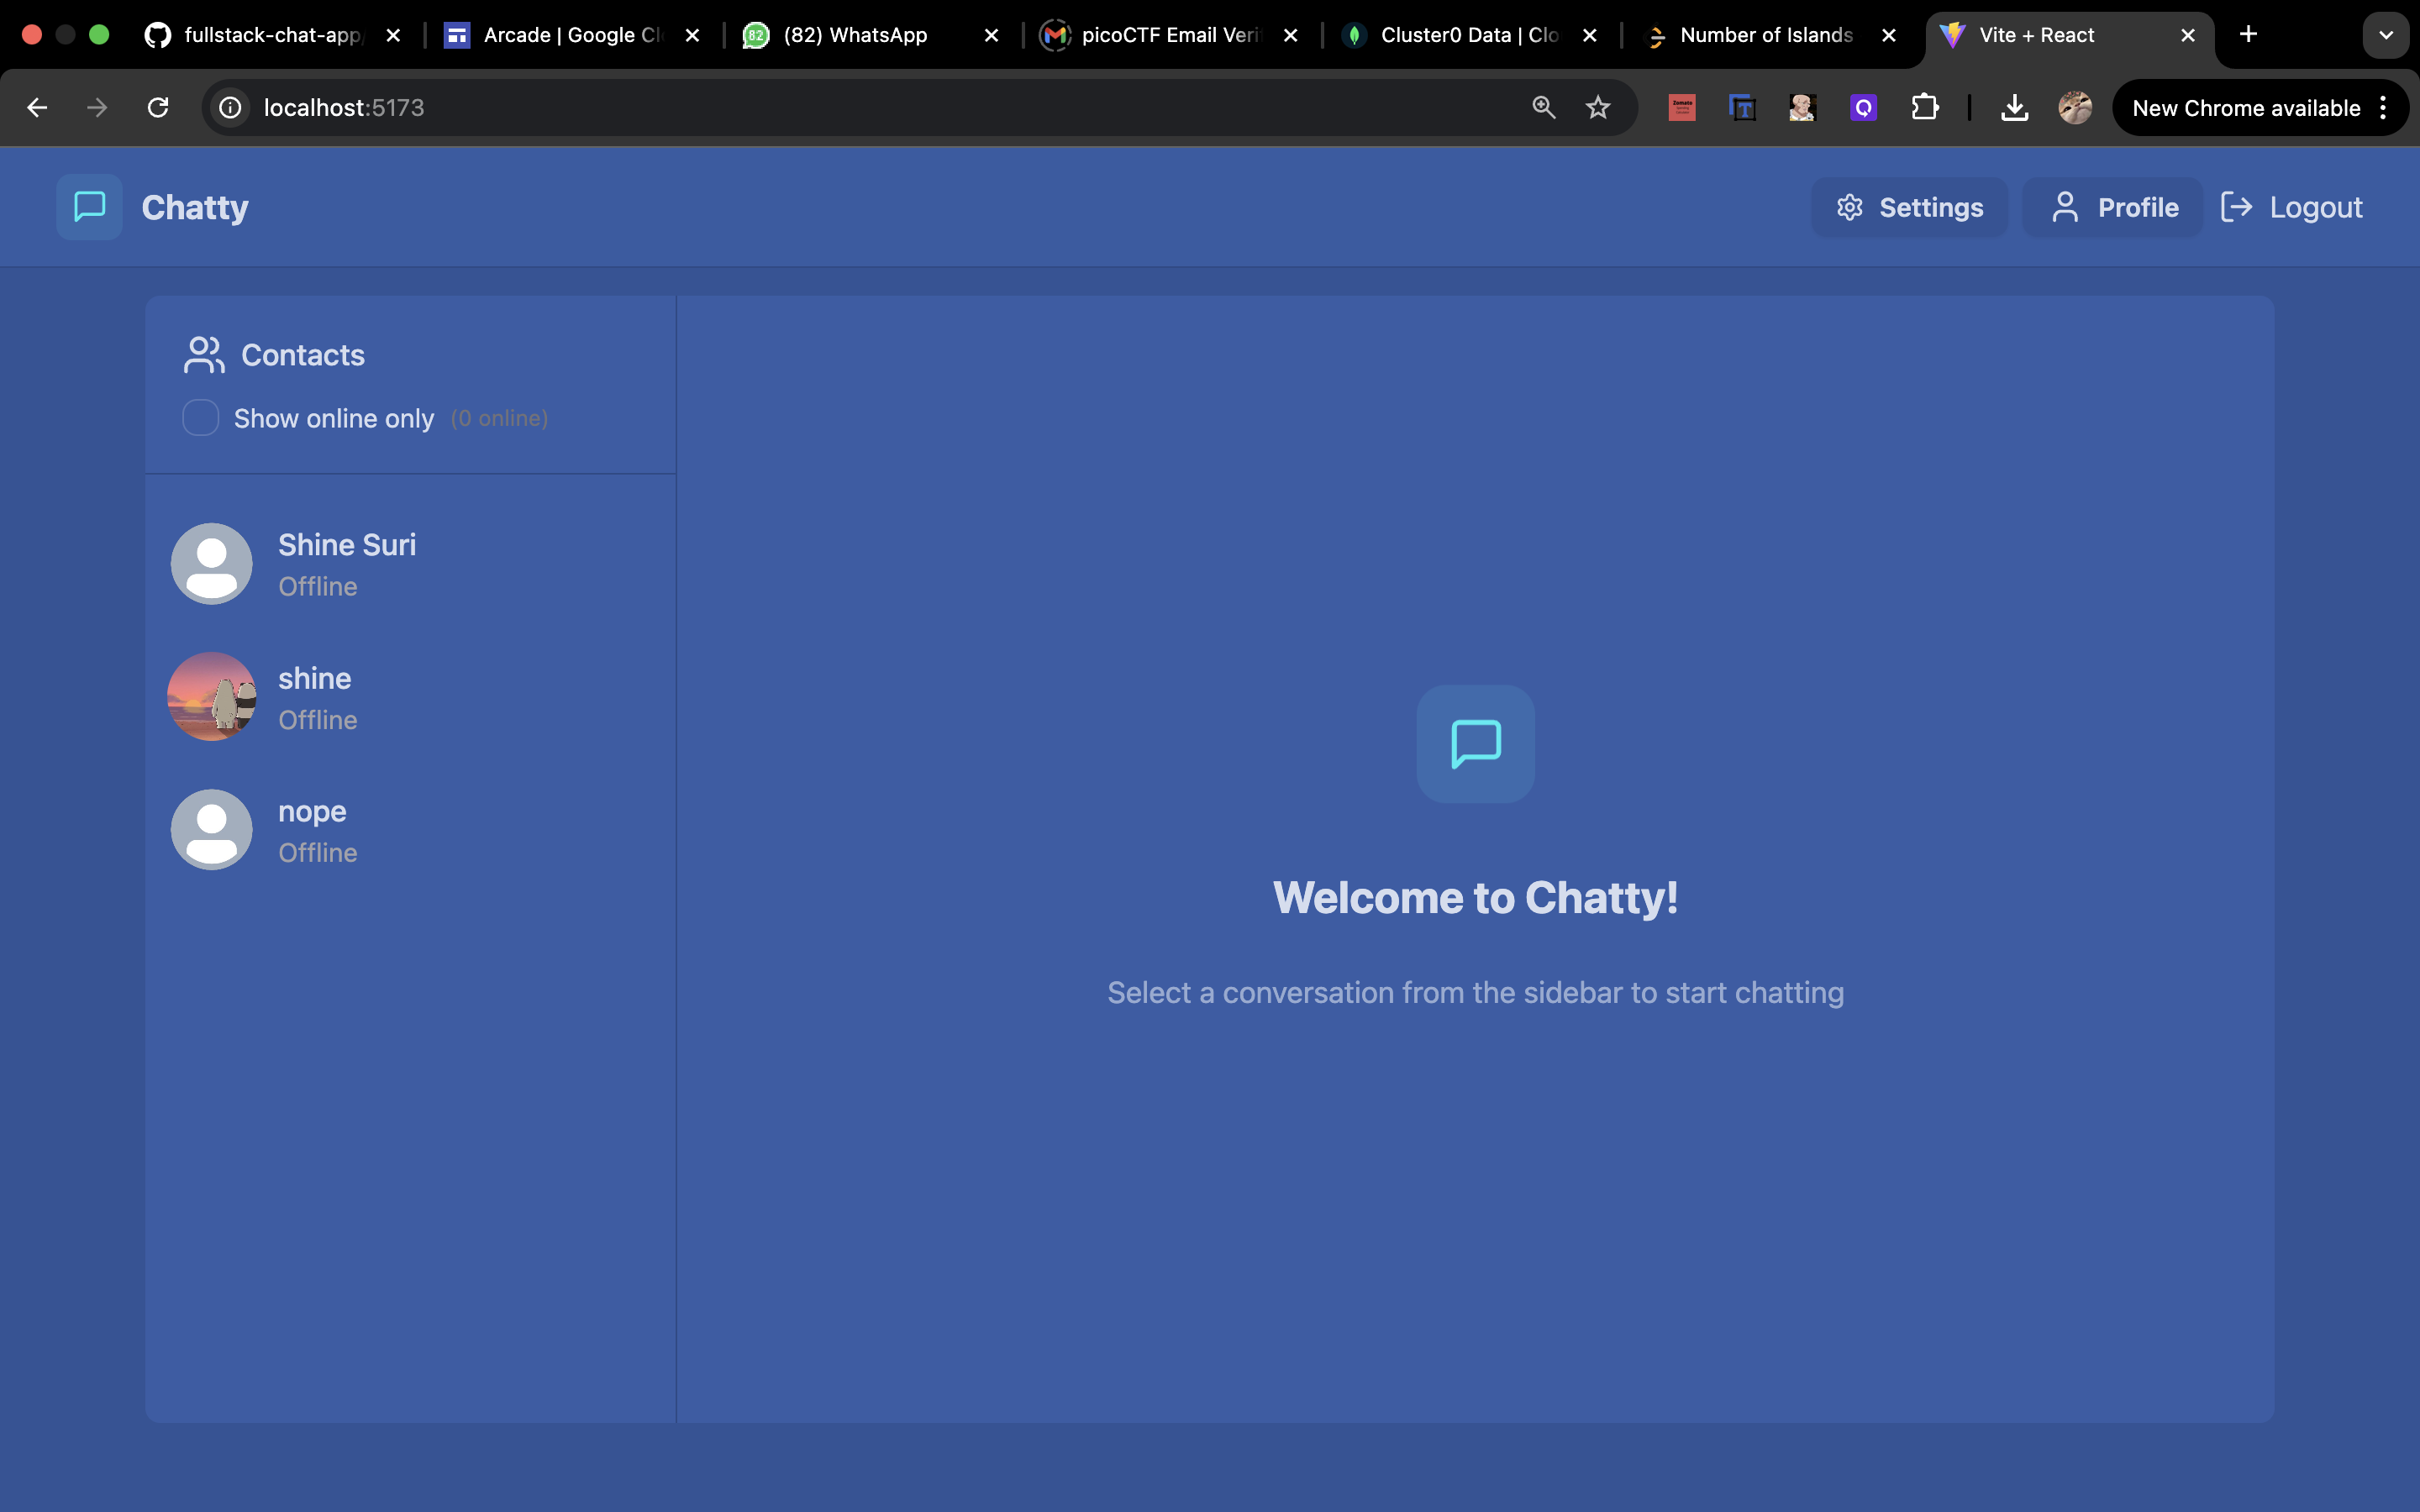 fullstack-chat-app/
Arcade | Google Cl
82
(82) WhatsApp
picoCTF Email Veri
Cluster0 Data | Clo
Number of Islands
Vite + React
localhost:5173
Zomato
T
New Chrome available
Chatty
Settings
Profile
Logout
Contacts
Show online only (0 online)
Shine Suri
Offline
shine
Offline
nope
Offline
Welcome to Chatty!
Select a conversation from the sidebar to start chatting